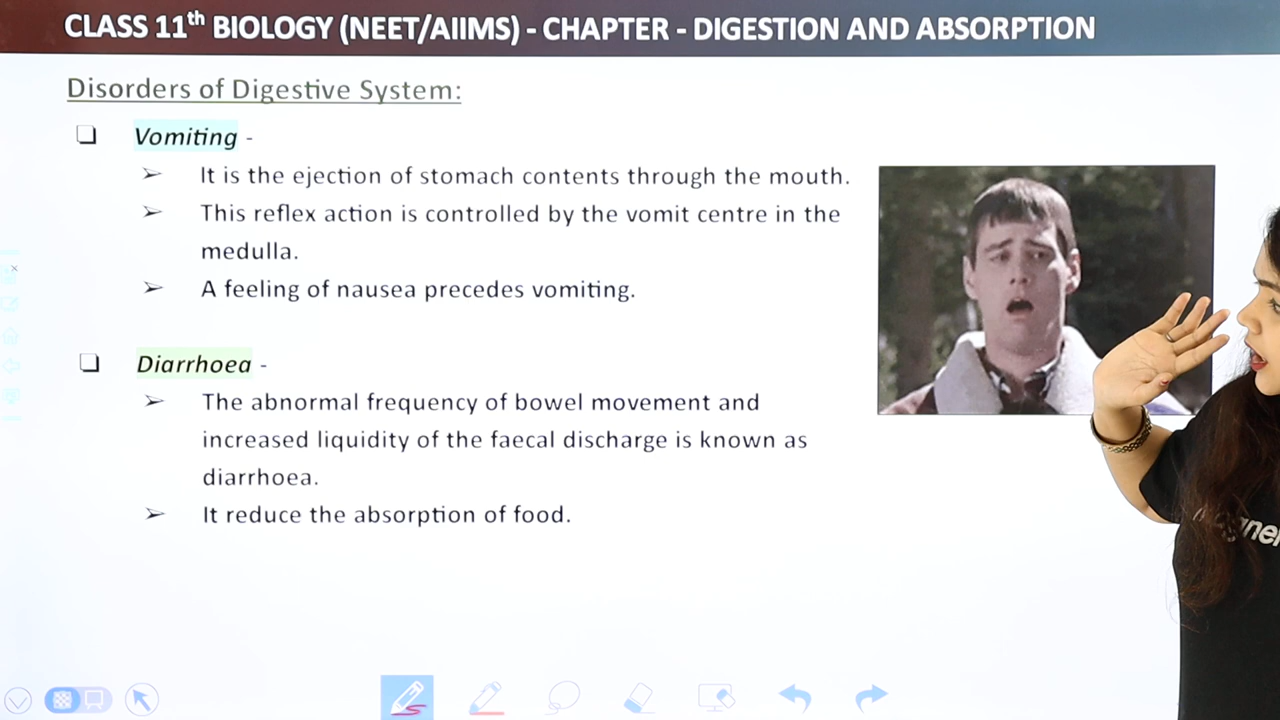 CLASS 11th BIOLOGY (NEET/AIIMS) - CHAPTER - DIGESTION AND ABSORPTION
Disorders of Digestive System:
❑ Vomiting -
➢ It is the ejection of stomach contents through the mouth.
➢ This reflex action is controlled by the vomit centre in the
medulla.
➢ A feeling of nausea precedes vomiting.
❑ Diarrhoea -
➢ The abnormal frequency of bowel movement and
increased liquidity of the faecal discharge is known as
diarrhoea.
➢ It reduce the absorption of food.